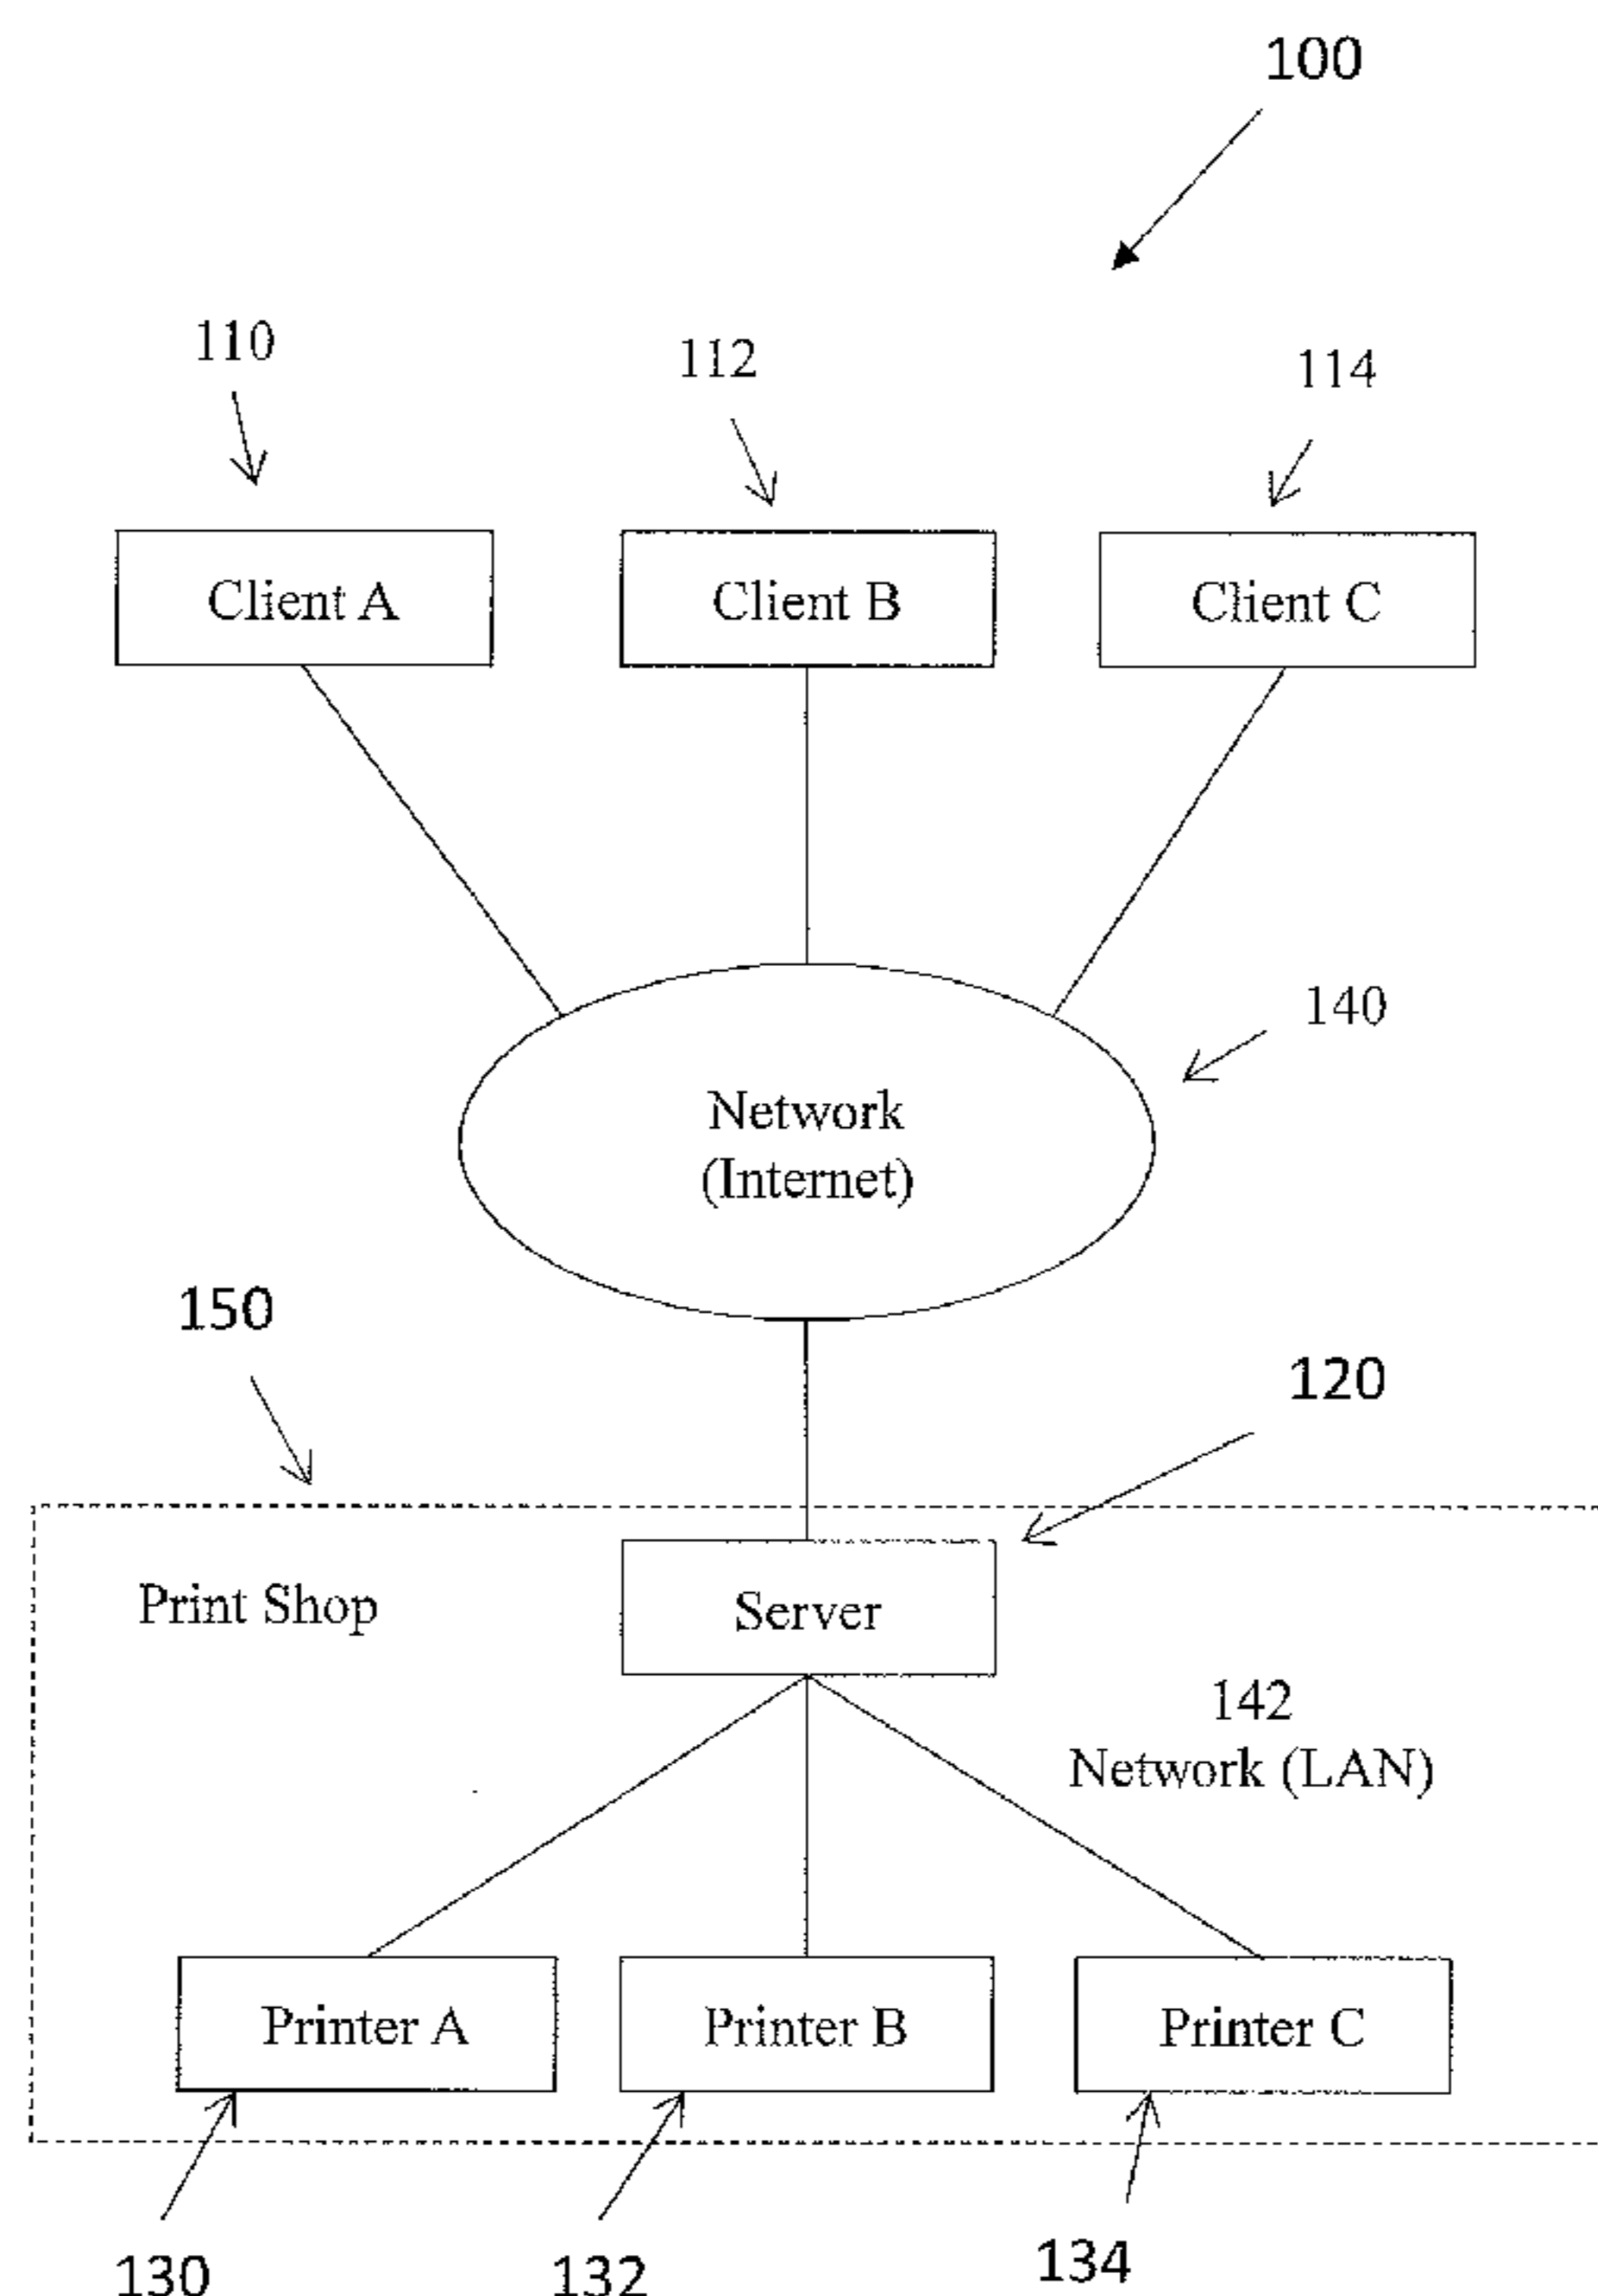 100
110
112
114
Client A
Client B
Client C
140
Network
(Internet)
150
120
Print Shop
Server
142
Network (LAN)
Printer A
Printer B
Printer C
130
132
134